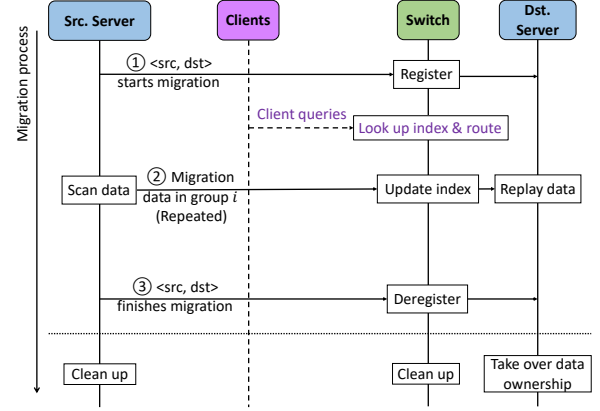 Src. Server
Clients
Switch
Dst.
Server
Migration process
① <src, dst>
starts migration
Register
Client queries
Look up index & route
Scan data
② Migration
data in group i
(Repeated)
Update index
Replay data
③ <src, dst>
finishes migration
Deregister
Clean up
Clean up
Take over data
ownership